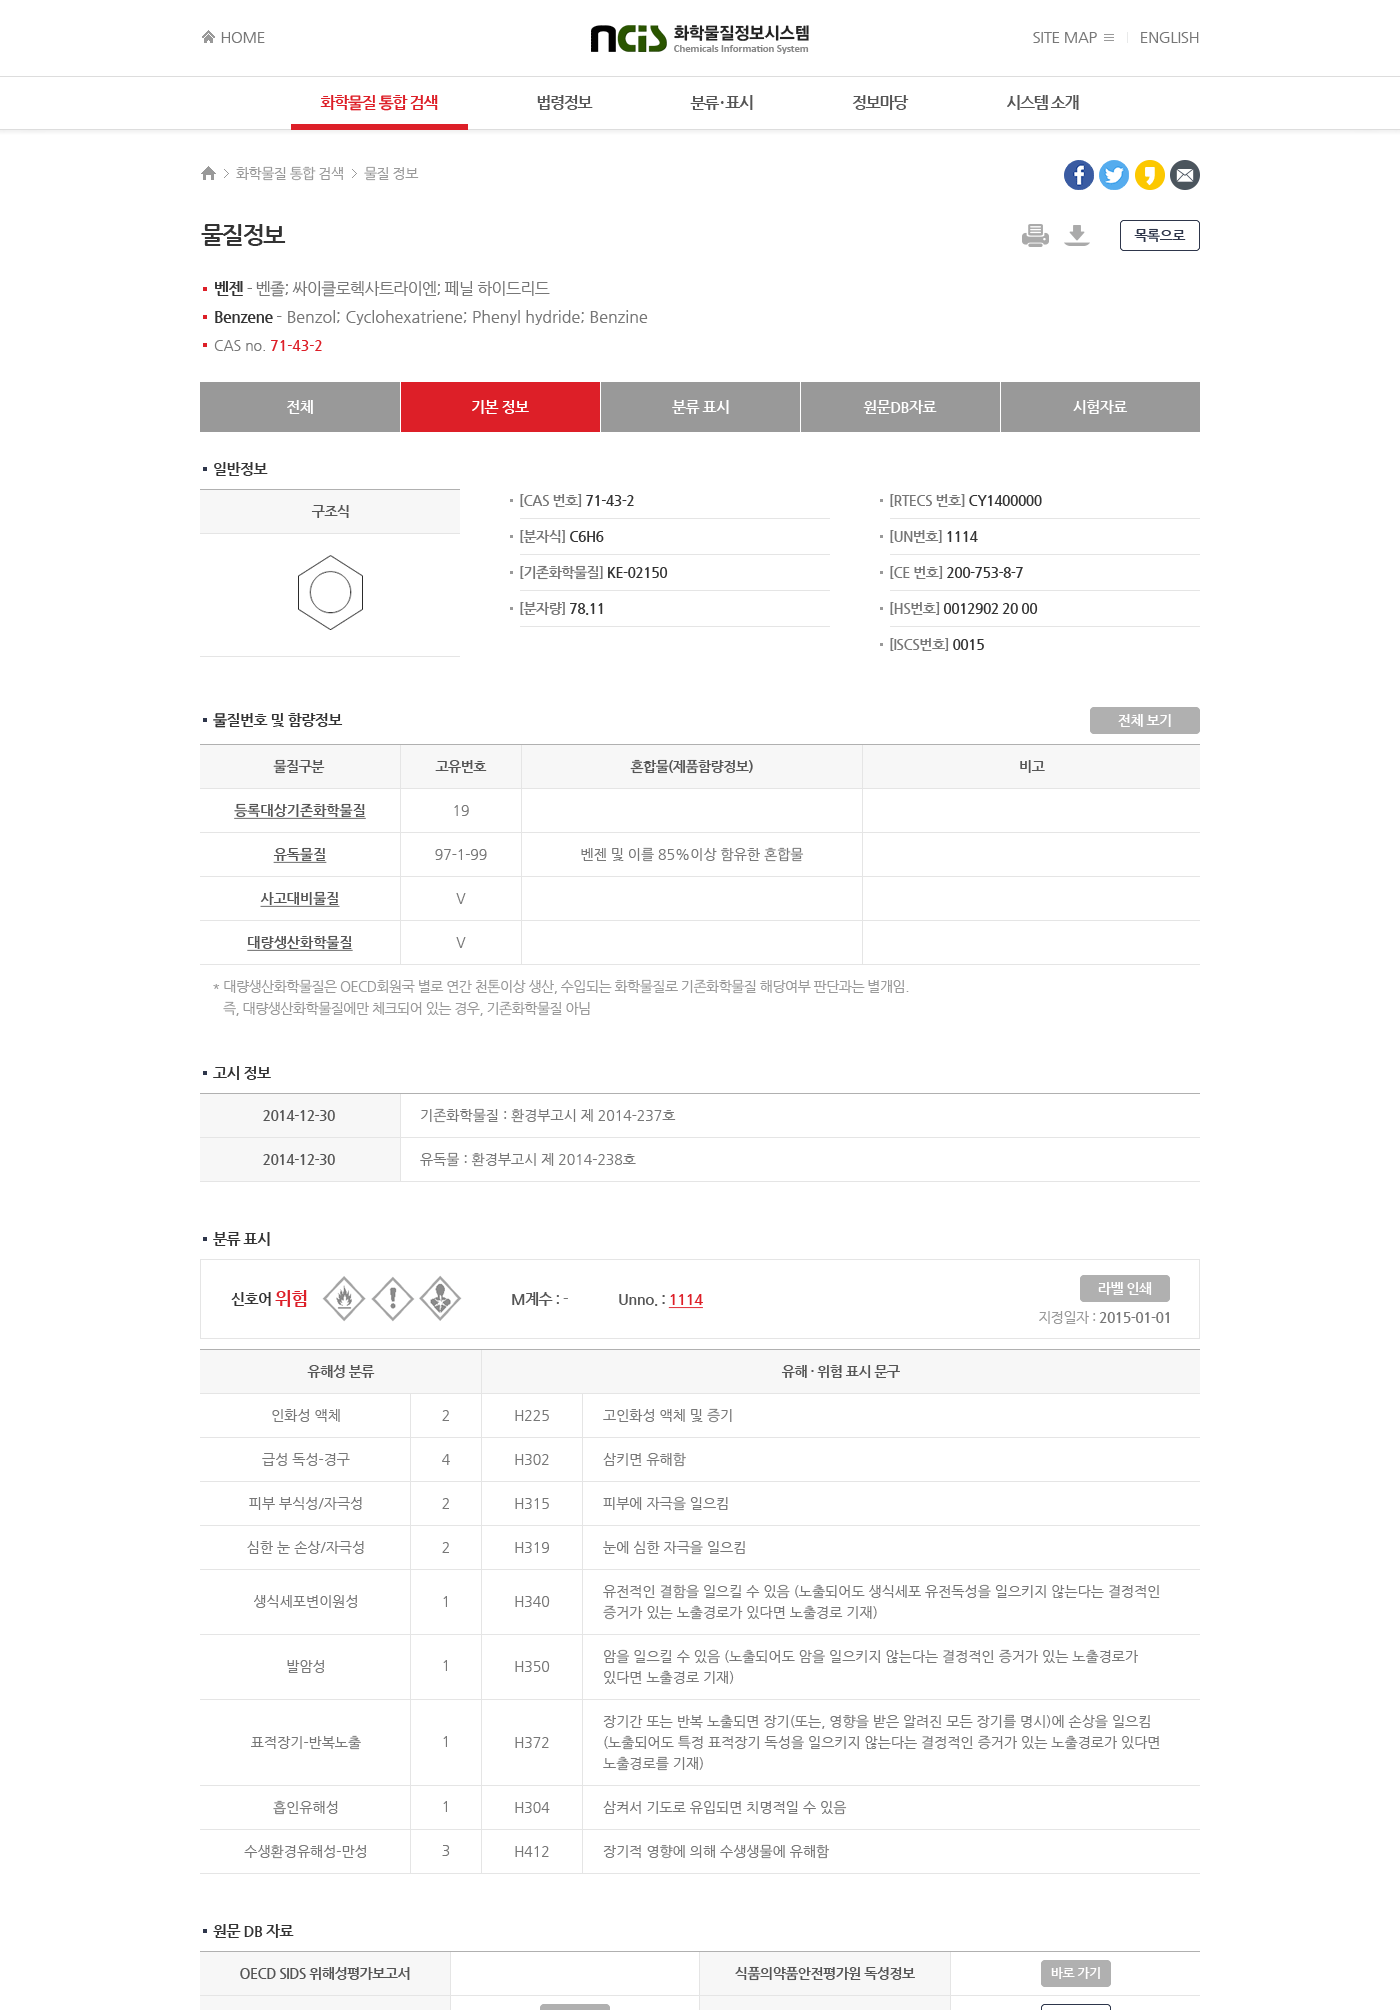 HOME
ncis 화학물질정보시스템
Chemicals Information System
SITE MAP
ENGLISH
화학물질 통합 검색
법령정보
분류·표시
정보마당
시스템 소개
> 화학물질 통합 검색 > 물질 정보
물질정보
목록으로
벤젠 - 벤졸; 싸이클로헥사트라이엔; 페닐 하이드리드
Benzene - Benzol; Cyclohexatriene; Phenyl hydride; Benzine
CAS no. 71-43-2
전체
기본 정보
분류 표시
원문DB자료
시험자료
일반정보
구조식
[CAS 번호] 71-43-2
[분자식] C6H6
[기존화학물질] KE-02150
[분자량] 78.11
[RTECS 번호] CY1400000
[UN번호] 1114
[CE 번호] 200-753-8-7
[HS번호] 0012902 20 00
[ISCS번호] 0015
물질번호 및 함량정보
전체 보기
물질구분 고유번호 혼합물(제품함량정보) 비고
등록대상기존화학물질 19
유독물질 97-1-99 벤젠 및 이를 85%이상 함유한 혼합물
사고대비물질 V
대량생산화학물질 V
* 대량생산화학물질은 OECD회원국 별로 연간 천톤이상 생산, 수입되는 화학물질로 기존화학물질 해당여부 판단과는 별개임.
즉, 대량생산화학물질에만 체크되어 있는 경우, 기존화학물질 아님
고시 정보
2014-12-30 기존화학물질 : 환경부고시 제 2014-237호
2014-12-30 유독물 : 환경부고시 제 2014-238호
분류 표시
신호어 위험
M계수 : -
Unno. : 1114
라벨 인쇄
지정일자 : 2015-01-01
유해성 분류 유해 · 위험 표시 문구
인화성 액체 2 H225 고인화성 액체 및 증기
급성 독성-경구 4 H302 삼키면 유해함
피부 부식성/자극성 2 H315 피부에 자극을 일으킴
심한 눈 손상/자극성 2 H319 눈에 심한 자극을 일으킴
생식세포변이원성 1 H340 유전적인 결함을 일으킬 수 있음 (노출되어도 생식세포 유전독성을 일으키지 않는다는 결정적인
증거가 있는 노출경로가 있다면 노출경로 기재)
발암성 1 H350 암을 일으킬 수 있음 (노출되어도 암을 일으키지 않는다는 결정적인 증거가 있는 노출경로가
있다면 노출경로 기재)
표적장기-반복노출 1 H372 장기간 또는 반복 노출되면 장기(또는, 영향을 받은 알려진 모든 장기를 명시)에 손상을 일으킴
(노출되어도 특정 표적장기 독성을 일으키지 않는다는 결정적인 증거가 있는 노출경로가 있다면
노출경로를 기재)
흡인유해성 1 H304 삼켜서 기도로 유입되면 치명적일 수 있음
수생환경유해성-만성 3 H412 장기적 영향에 의해 수생생물에 유해함
원문 DB 자료
OECD SIDS 위해성평가보고서
식품의약품안전평가원 독성정보
바로 가기